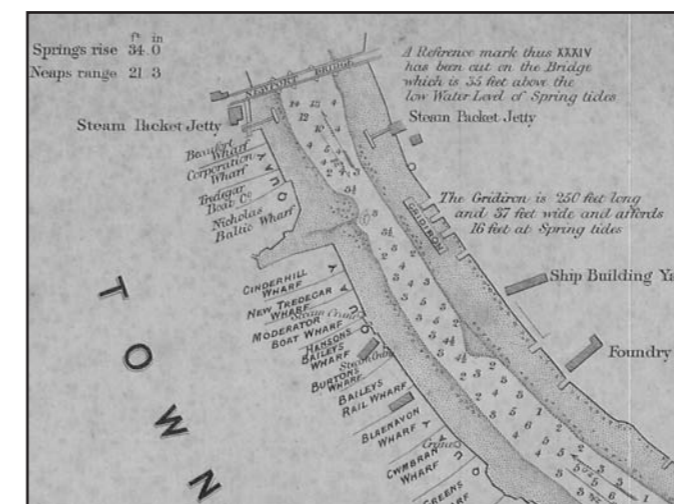 ft in
Springs rise 34 0
Neaps range 21 3
NEWPORT BRIDGE
A Reference mark thus XXXIV
has been cut on the Bridge
which is 35 feet above the
low Water Level of Spring tides
Steam Packet Jetty
Steam Packet Jetty
Beaufort
Wharf
Corporation
Wharf
Tredegar
Boat Co
Nicholas
Baltic Wharf
QUAY
The Gridiron is 250 feet long
and 37 feet wide and affords
16 feet at Spring tides
GRIDIRON
CINDERHILL
WHARF
NEW TREDEGAR
WHARF
MODERATOR
BOAT WHARF
HANSONS
BAILEYS
WHARF
BURTONS
WHARF
BAILEYS
RAIL WHARF
BLAENAVON
WHARF
CWMBRAN
WHARF
GREENS
QUAY
Ship Building Ya
Foundry
TOWN